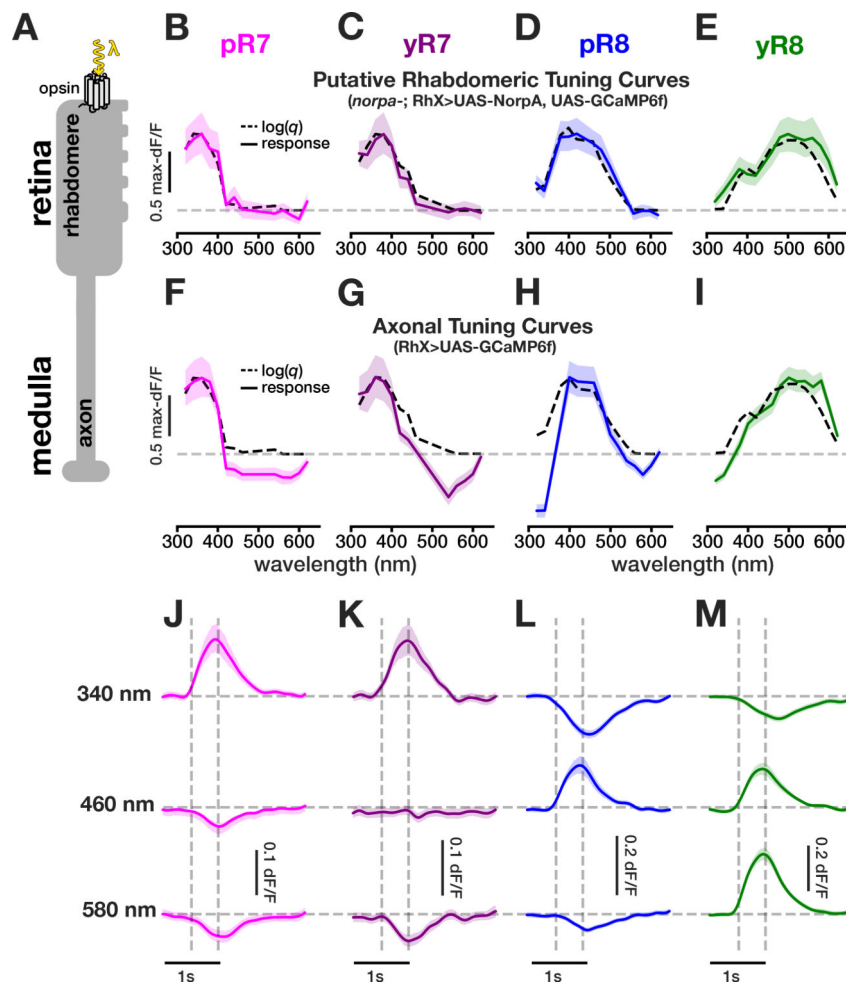 A
B
C
D
E
pR7
yR7
pR8
yR8
λ
opsin
Putative Rhabdomeric Tuning Curves
(norpa-; RhX>UAS-NorpA, UAS-GCaMP6f)
retina
rhabdomere
0.5 max-dF/F
log(q)
response
300 400 500 600
300 400 500 600
300 400 500 600
300 400 500 600
F
G
H
I
Axonal Tuning Curves
(RhX>UAS-GCaMP6f)
medulla
axon
0.5 max-dF/F
log(q)
response
300 400 500 600
300 400 500 600
300 400 500 600
300 400 500 600
wavelength (nm)
wavelength (nm)
J
K
L
M
340 nm
460 nm
580 nm
0.1 dF/F
0.1 dF/F
0.2 dF/F
0.2 dF/F
1s
1s
1s
1s